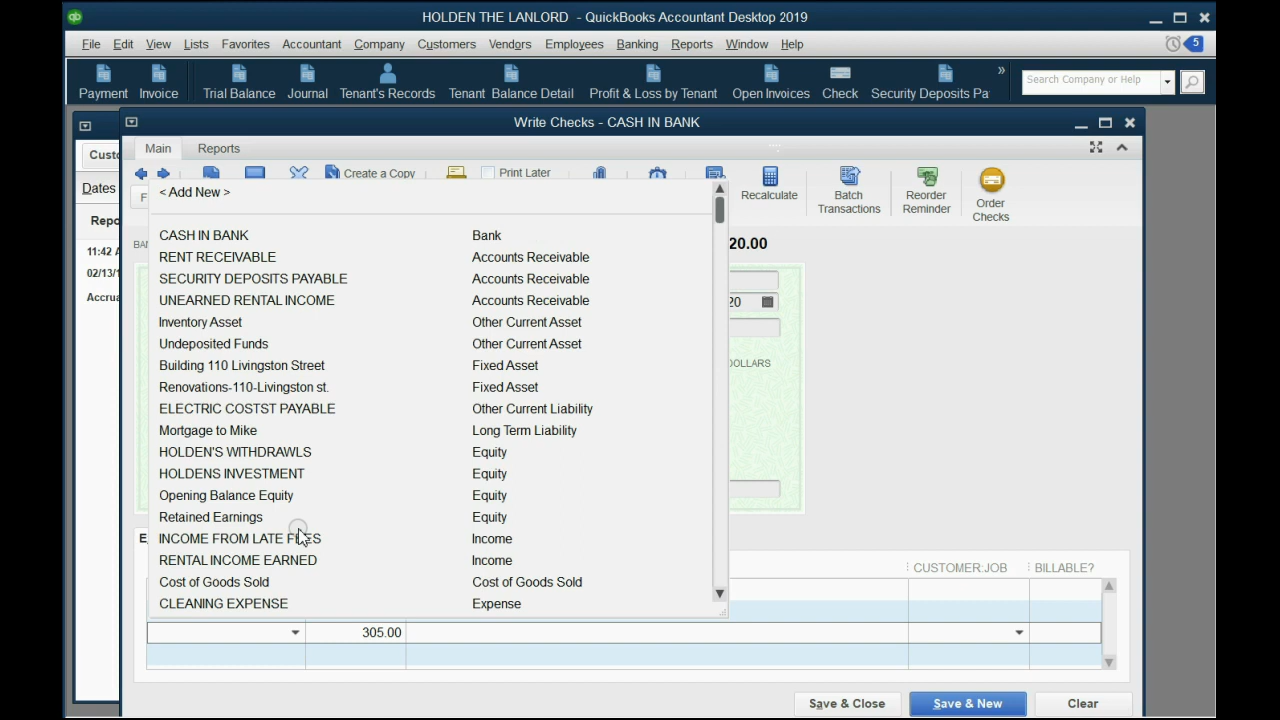 qb HOLDEN THE LANLORD - QuickBooks Accountant Desktop 2019
File Edit View Lists Favorites Accountant Company Customers Vendors Employees Banking Reports Window Help 5
Payment Invoice Trial Balance Journal Tenant's Records Tenant Balance Detail Profit & Loss by Tenant Open Invoices Check Security Deposits Pa » Search Company or Help
Write Checks - CASH IN BANK
Main Reports
Custo
Create a Copy Print Later
Recalculate Batch Transactions Reorder Reminder Order Checks
Dates
F
< Add New >
Repo
BAN
20.00
CASH IN BANK Bank
11:42 A
RENT RECEIVABLE Accounts Receivable
02/13/1
SECURITY DEPOSITS PAYABLE Accounts Receivable
Accrua
UNEARNED RENTAL INCOME Accounts Receivable
20
Inventory Asset Other Current Asset
Undeposited Funds Other Current Asset
Building 110 Livingston Street Fixed Asset
DOLLARS
Renovations-110-Livingston st. Fixed Asset
ELECTRIC COSTST PAYABLE Other Current Liability
Mortgage to Mike Long Term Liability
HOLDEN'S WITHDRAWLS Equity
HOLDENS INVESTMENT Equity
Opening Balance Equity Equity
Retained Earnings Equity
E
INCOME FROM LATE FEES Income
RENTAL INCOME EARNED Income
CUSTOMER:JOB BILLABLE?
Cost of Goods Sold Cost of Goods Sold
CLEANING EXPENSE Expense
305.00
Save & Close Save & New Clear